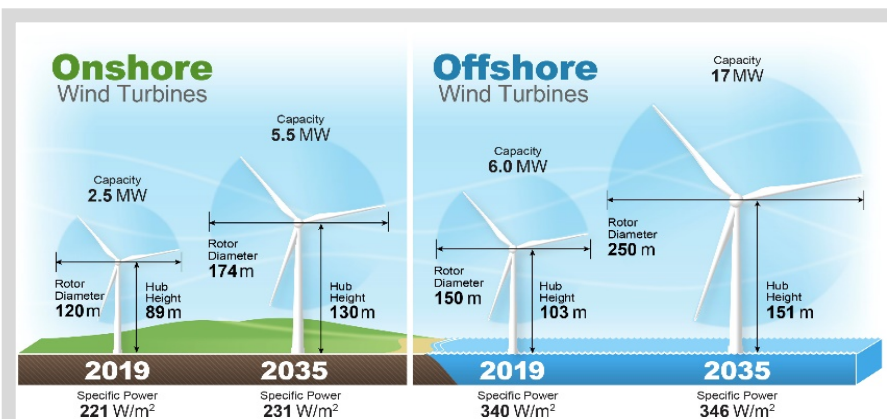 Onshore
Wind Turbines
Capacity
2.5 MW
Rotor
Diameter
120 m
Hub
Height
89 m
2019
Specific Power
221 W/m²
Capacity
5.5 MW
Rotor
Diameter
174 m
Hub
Height
130 m
2035
Specific Power
231 W/m²
Offshore
Wind Turbines
Capacity
6.0 MW
Rotor
Diameter
150 m
Hub
Height
103 m
2019
Specific Power
340 W/m²
Capacity
17 MW
Rotor
Diameter
250 m
Hub
Height
151 m
2035
Specific Power
346 W/m²